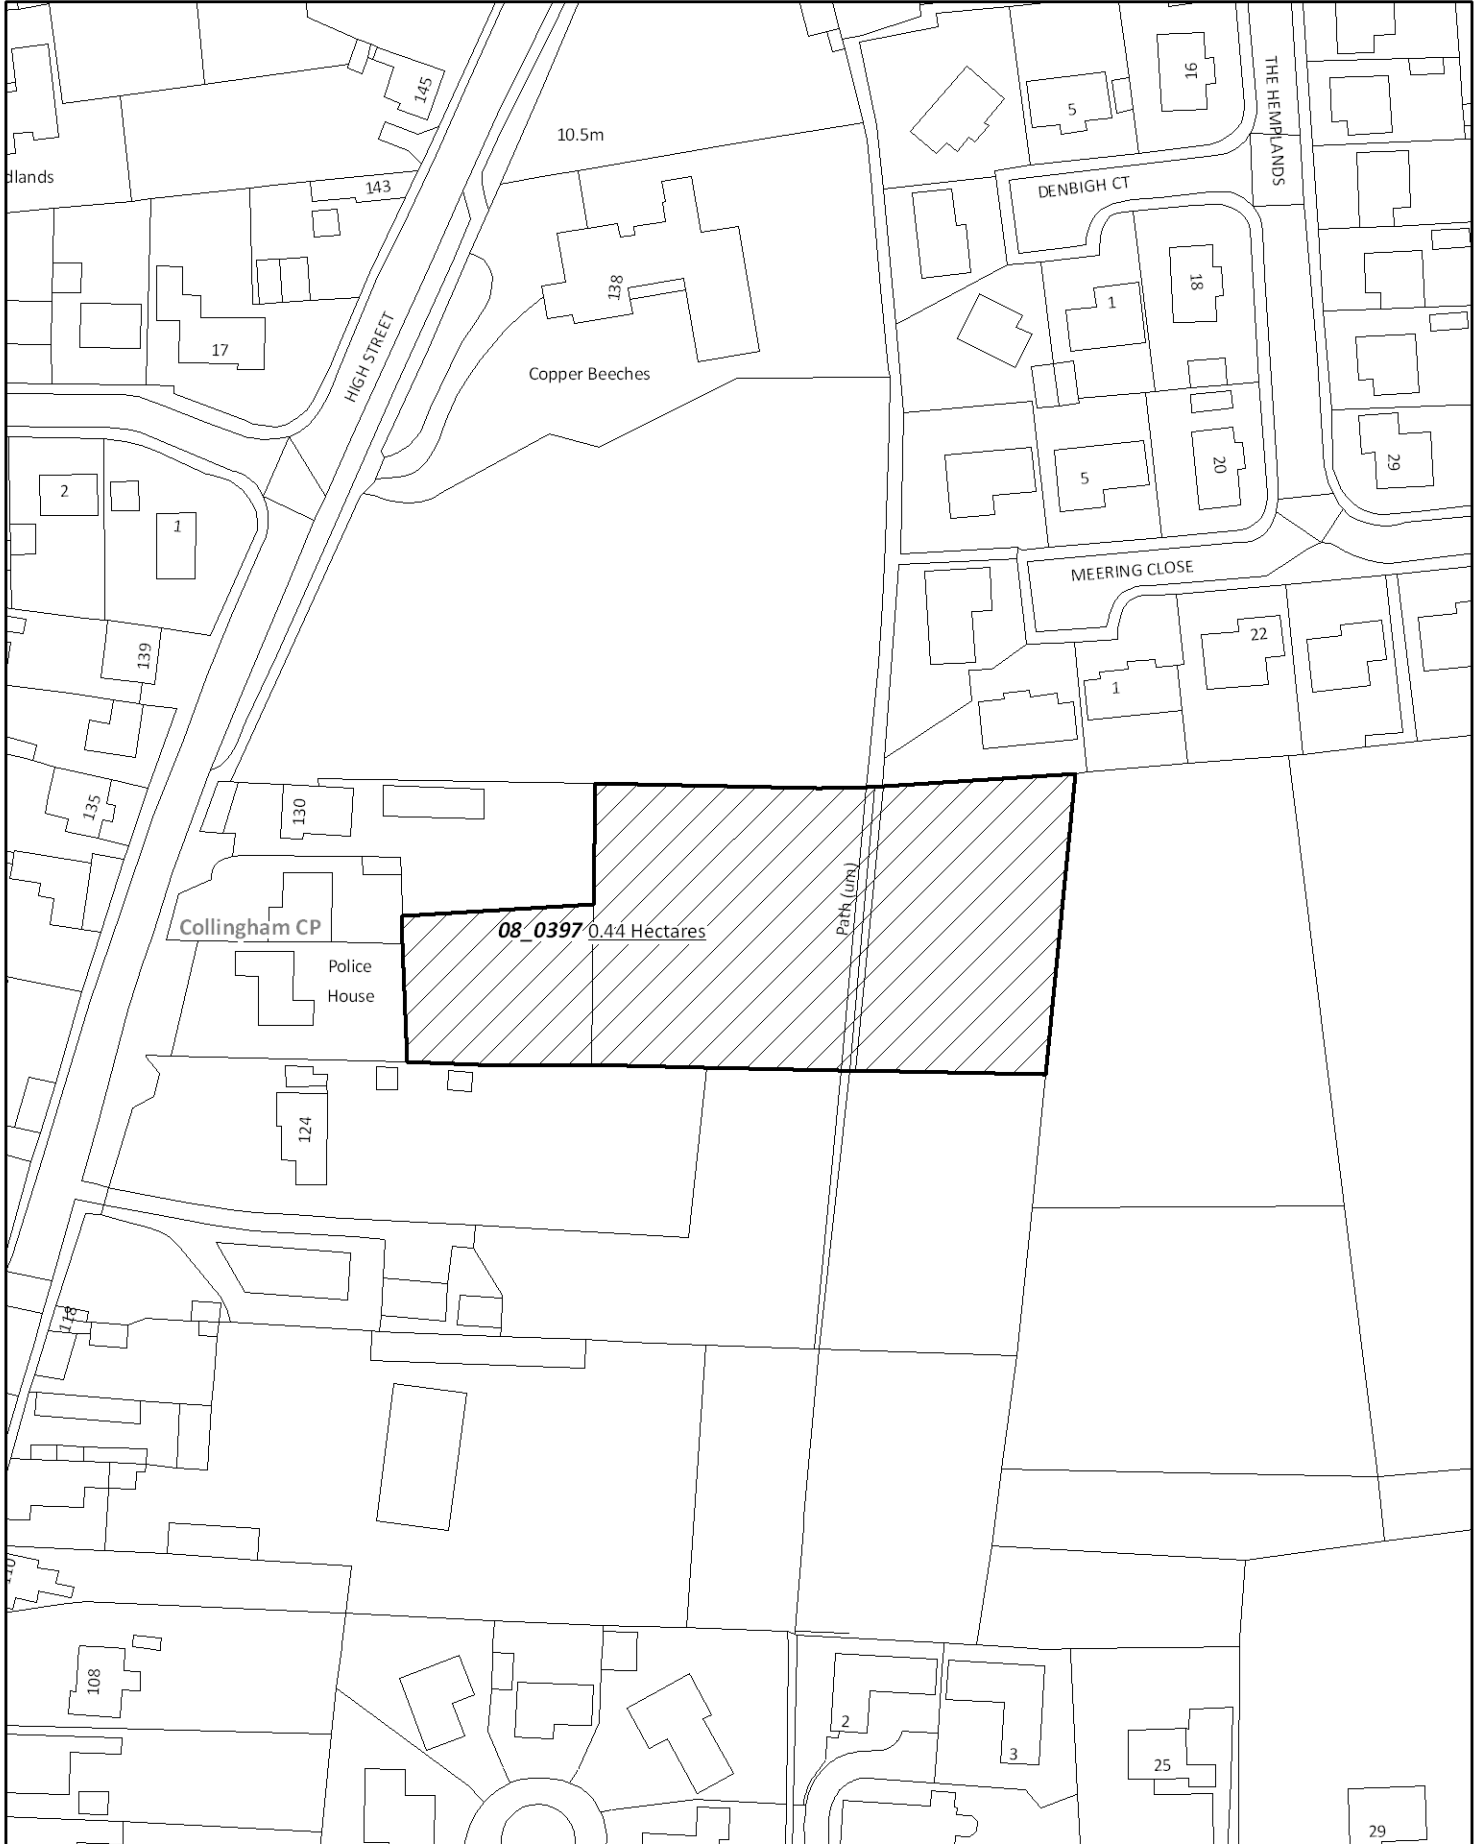 145
5
16
THE HEMPLANDS
10.5m
dlands
143
DENBIGH CT
138
18
1
17
HIGH STREET
Copper Beeches
5
20
29
2
1
MEERING CLOSE
139
22
1
135
130
Path (um)
Collingham CP
08_0397 0.44 Hectares
Police
House
124
118
108
2
3
25
29